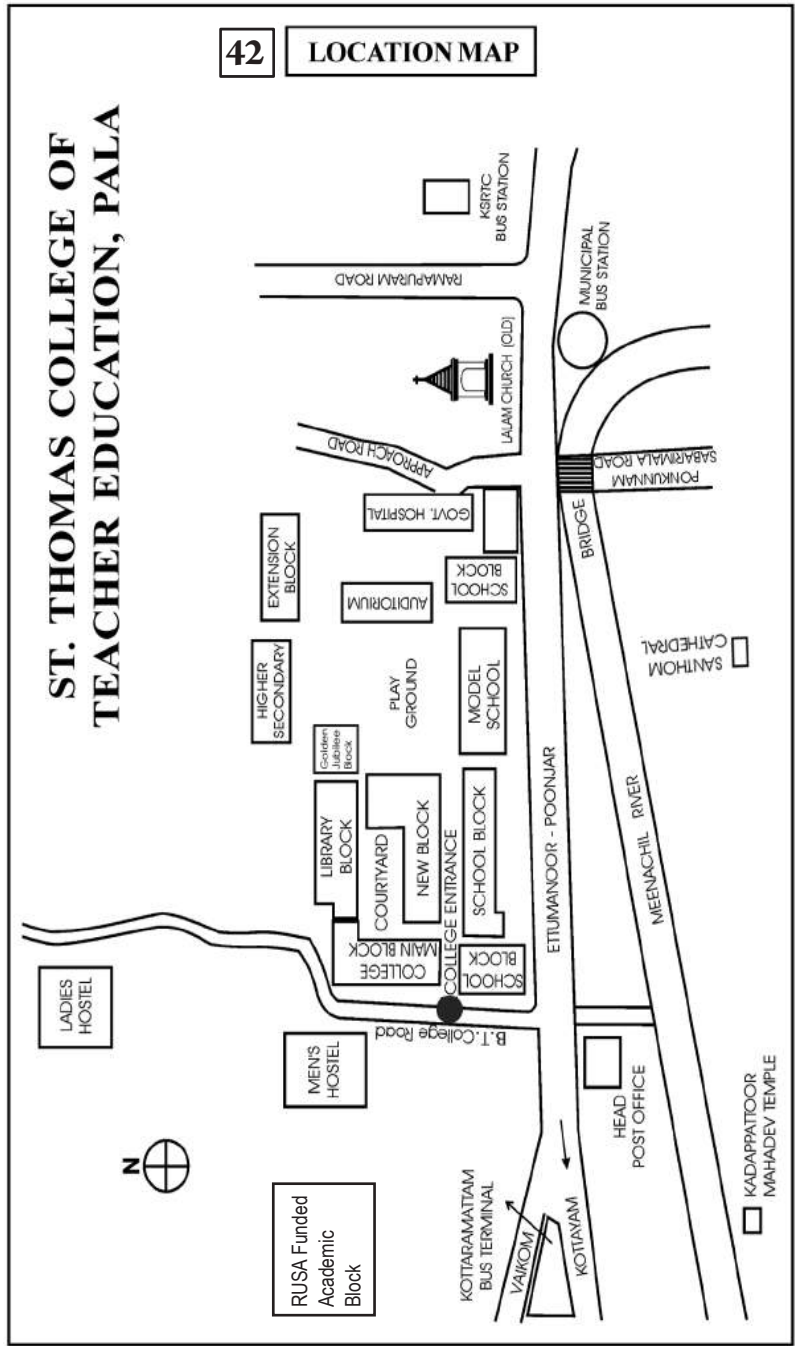 42
LOCATION MAP
ST. THOMAS COLLEGE OF
TEACHER EDUCATION, PALA
N
LADIES
HOSTEL
MEN'S
HOSTEL
RUSA Funded
Academic
Block
B.T. College Road
COLLEGE ENTRANCE
COLLEGE
MAIN BLOCK
COURTYARD
LIBRARY
BLOCK
NEW BLOCK
Golden
Jubilee
Block
HIGHER
SECONDARY
EXTENSION
BLOCK
PLAY
GROUND
AUDITORIUM
SCHOOL
BLOCK
SCHOOL BLOCK
MODEL
SCHOOL
SCHOOL
BLOCK
GOVT. HOSPITAL
APPROACH ROAD
LALAM CHURCH (OLD)
RAMAPURAM ROAD
KSRTC
BUS STATION
KOTTARAMATTAM
BUS TERMINAL
VAIKOM
KOTTAYAM
ETTUMANOOR - POONJAR
HEAD
POST OFFICE
MEENACHIL RIVER
BRIDGE
PONKUNNAM
SABARIMALA ROAD
MUNICIPAL
BUS STATION
SANTHOM
CATHEDRAL
KADAPPATTOOR
MAHADEV TEMPLE